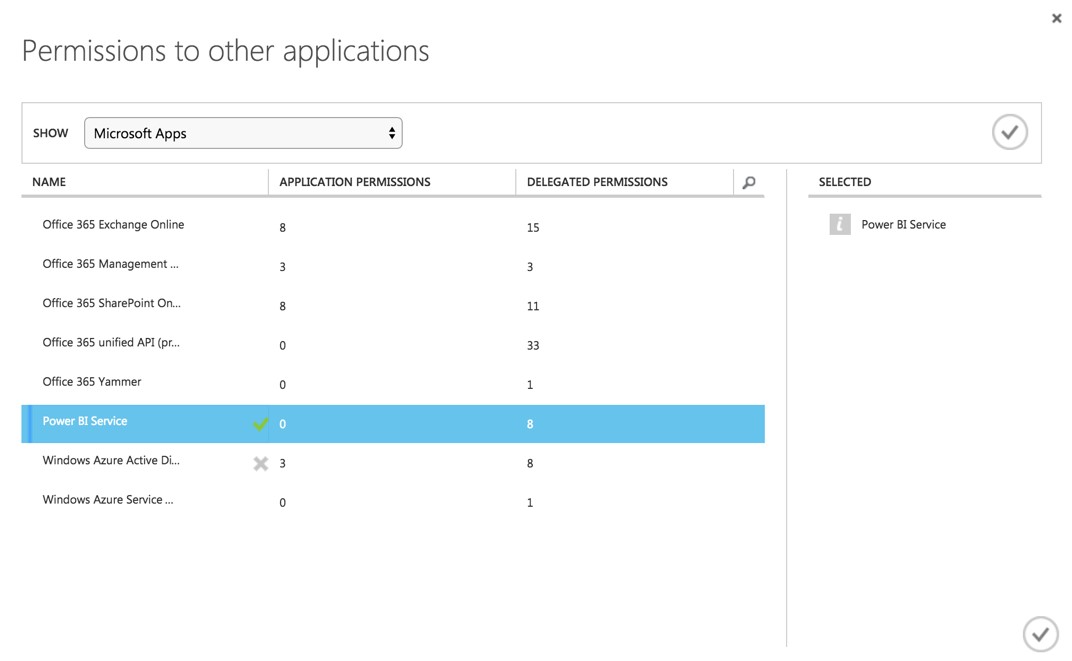 Permissions to other applications
SHOW Microsoft Apps
NAME APPLICATION PERMISSIONS DELEGATED PERMISSIONS SELECTED
Office 365 Exchange Online 8 15 Power BI Service
Office 365 Management ... 3 3
Office 365 SharePoint On... 8 11
Office 365 unified API (pr... 0 33
Office 365 Yammer 0 1
Power BI Service 0 8
Windows Azure Active Di... 3 8
Windows Azure Service ... 0 1